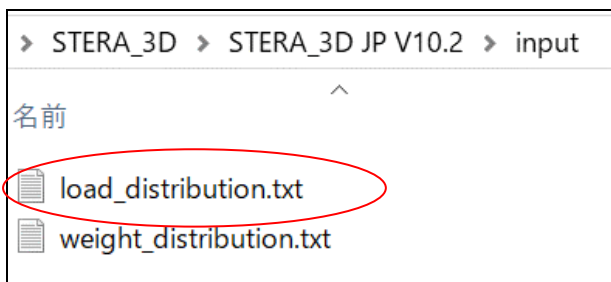 > STERA_3D > STERA_3D JP V10.2 > input
名前
load_distribution.txt
weight_distribution.txt